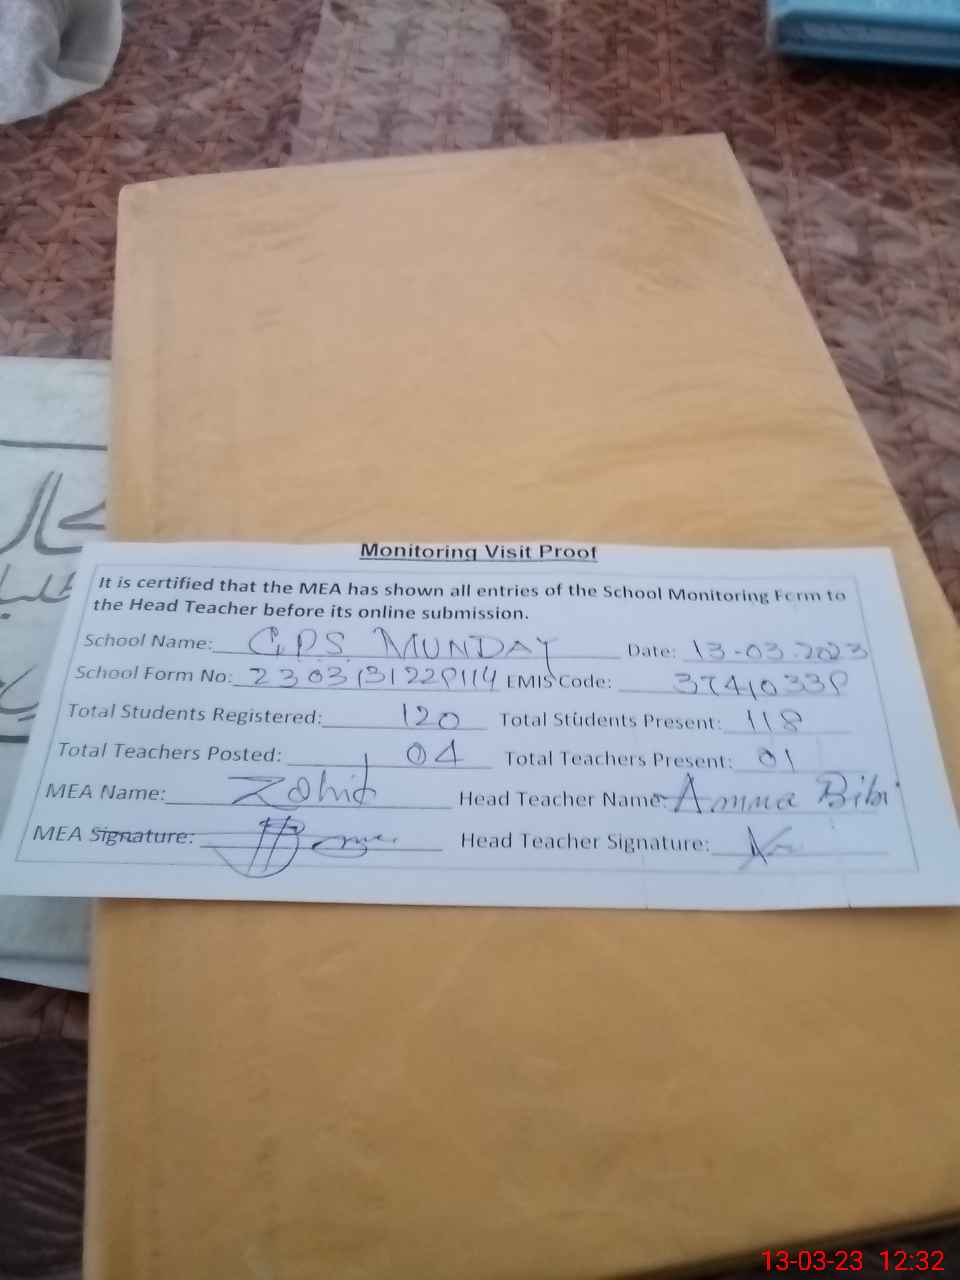 Monitoring Visit Proof
It is certified that the MEA has shown all entries of the School Monitoring Form to
the Head Teacher before its online submission.
School Name: G.P.S. MUNDAY Date: 13-03-2023
School Form No: EMIS Code:
Total Students Registered: 120 Total Students Present: 118
Total Teachers Posted: 04 Total Teachers Present: 01
MEA Name: Zahid Head Teacher Name: Amna Bibi
MEA Signature: Head Teacher Signature:
13-03-23 12:32